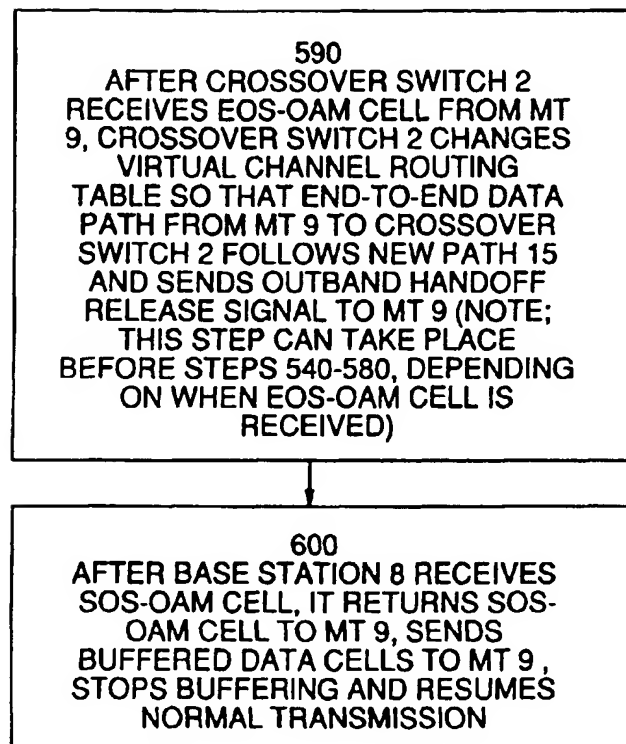 590
AFTER CROSSOVER SWITCH 2
RECEIVES EOS-OAM CELL FROM MT
9, CROSSOVER SWITCH 2 CHANGES
VIRTUAL CHANNEL ROUTING
TABLE SO THAT END-TO-END DATA
PATH FROM MT 9 TO CROSSOVER
SWITCH 2 FOLLOWS NEW PATH 15
AND SENDS OUTBAND HANDOFF
RELEASE SIGNAL TO MT 9 (NOTE;
THIS STEP CAN TAKE PLACE
BEFORE STEPS 540-580, DEPENDING
ON WHEN EOS-OAM CELL IS
RECEIVED)
600
AFTER BASE STATION 8 RECEIVES
SOS-OAM CELL, IT RETURNS SOS-
OAM CELL TO MT 9, SENDS
BUFFERED DATA CELLS TO MT 9 ,
STOPS BUFFERING AND RESUMES
NORMAL TRANSMISSION